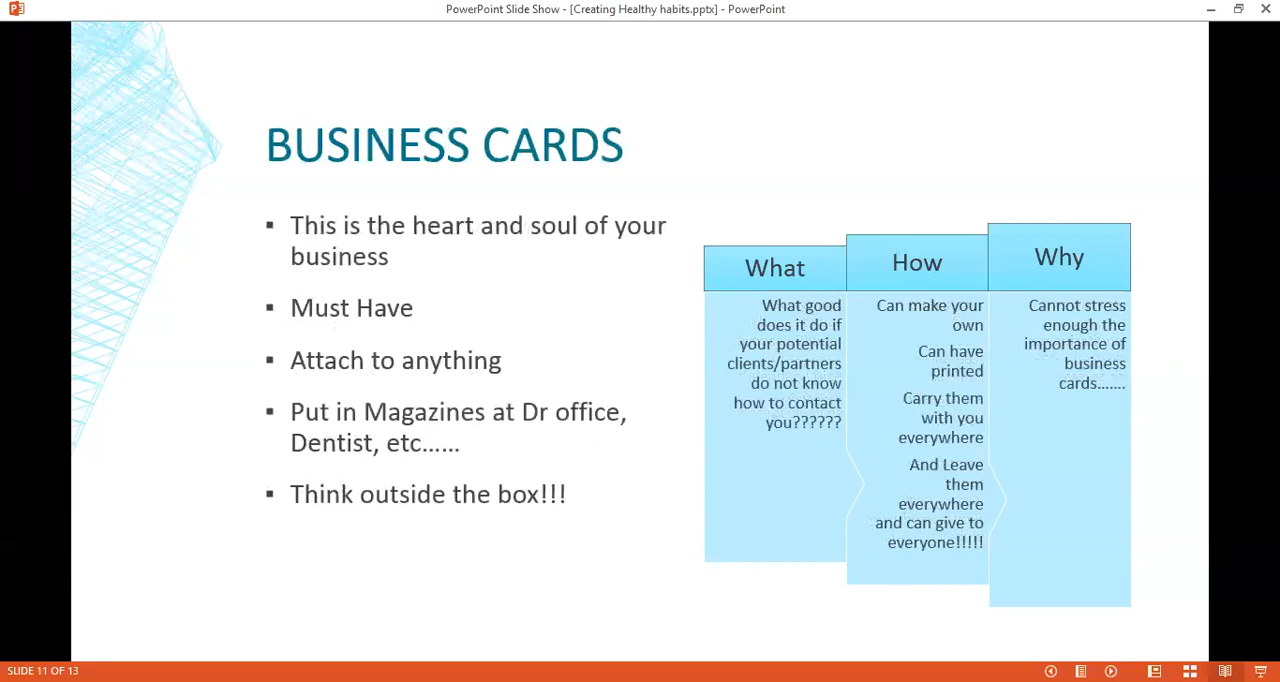 PowerPoint Slide Show - [Creating Healthy habits.pptx] - PowerPoint
BUSINESS CARDS
▪ This is the heart and soul of your
business
▪ Must Have
▪ Attach to anything
▪ Put in Magazines at Dr office,
Dentist, etc……
▪ Think outside the box!!!
What
What good
does it do if
your potential
clients/partners
do not know
how to contact
you??????
How
Can make your
own
Can have
printed
Carry them
with you
everywhere
And Leave
them
everywhere
and can give to
everyone!!!!!
Why
Cannot stress
enough the
importance of
business
cards…….
SLIDE 11 OF 13